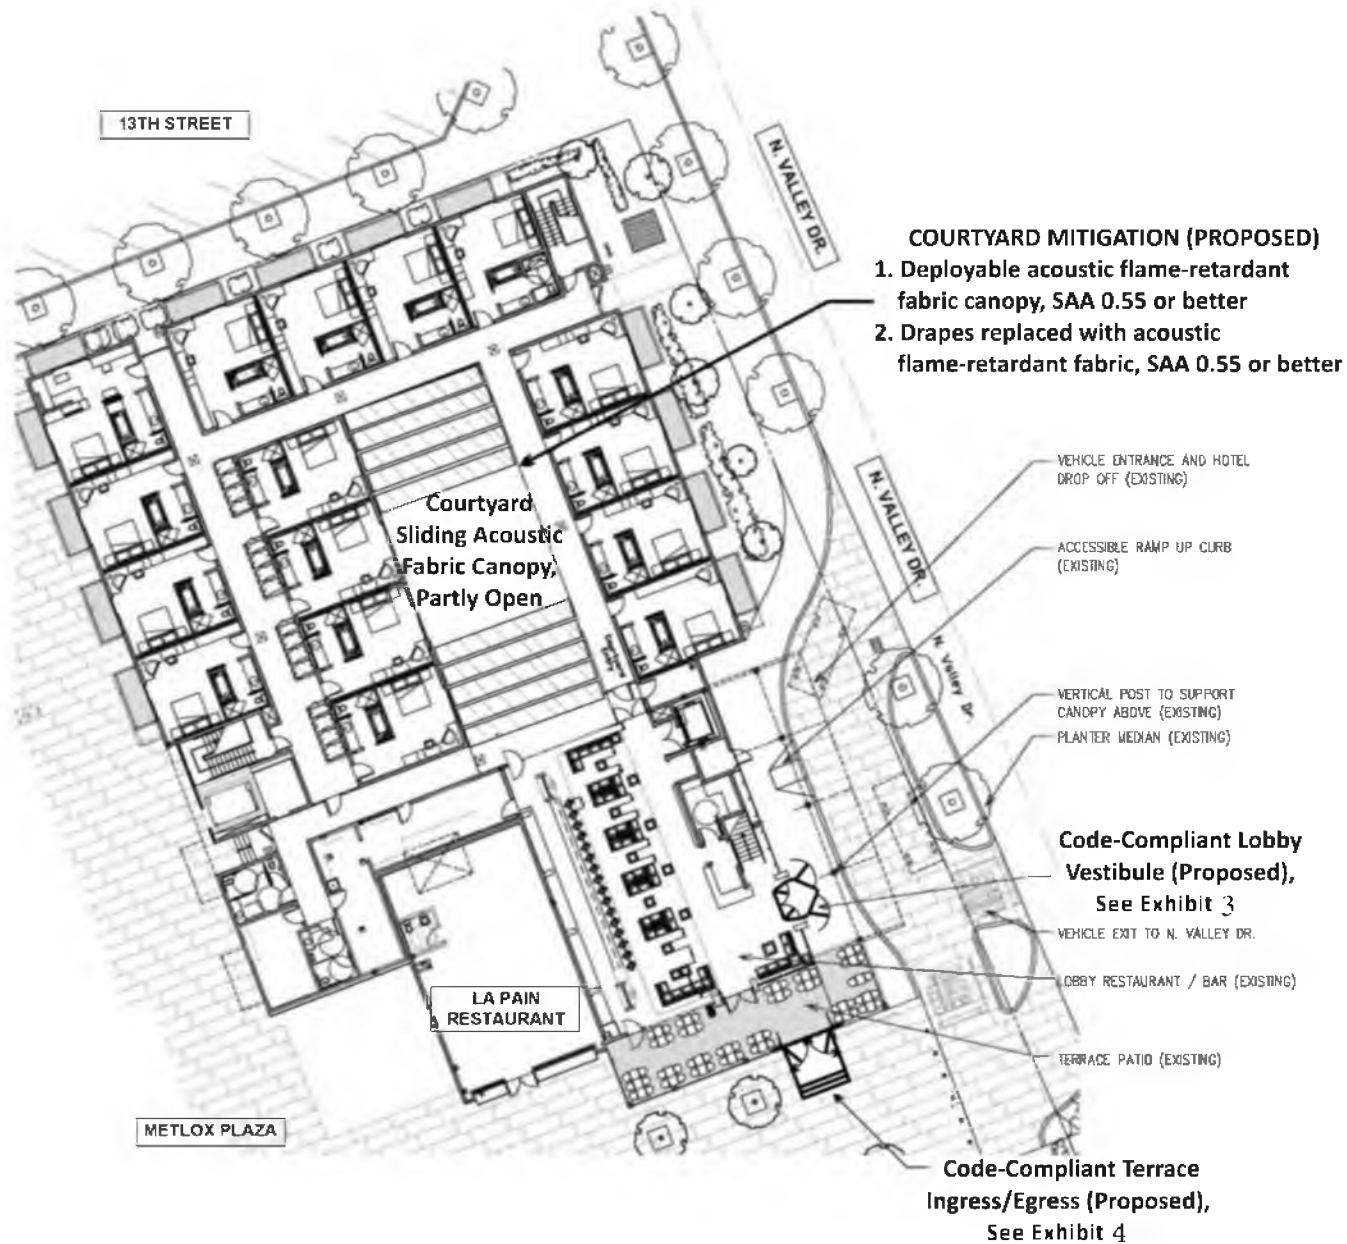 13TH STREET
N. VALLEY DR.
COURTYARD MITIGATION (PROPOSED)
1. Deployable acoustic flame-retardant
fabric canopy, SAA 0.55 or better
2. Drapes replaced with acoustic
flame-retardant fabric, SAA 0.55 or better
VEHICLE ENTRANCE AND HOTEL
DROP OFF (EXISTING)
N. VALLEY DR.
Courtyard
Sliding Acoustic
Fabric Canopy,
Partly Open
ACCESSIBLE RAMP UP CURB
(EXISTING)
N. Valley Dr.
VERTICAL POST TO SUPPORT
CANOPY ABOVE (EXISTING)
PLANTER MEDIAN (EXISTING)
Code-Compliant Lobby
Vestibule (Proposed),
See Exhibit 3
VEHICLE EXIT TO N. VALLEY DR.
LOBBY RESTAURANT / BAR (EXISTING)
LA PAIN
RESTAURANT
TERRACE PATIO (EXISTING)
METLOX PLAZA
Code-Compliant Terrace
Ingress/Egress (Proposed),
See Exhibit 4